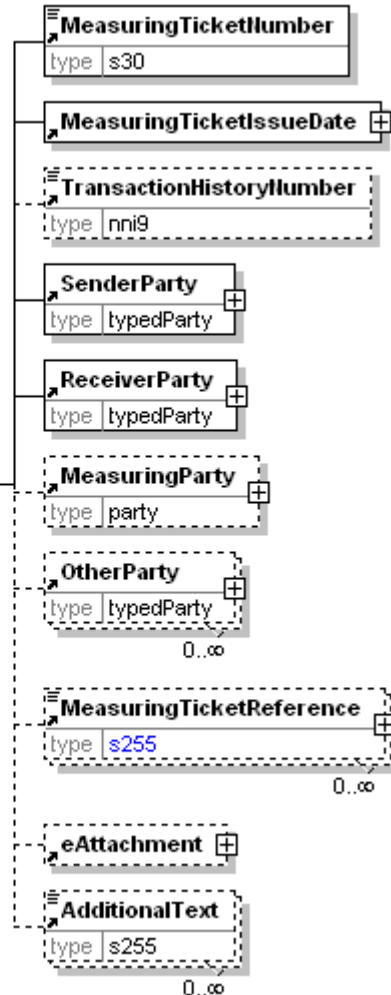 MeasuringTicketNumber
type s30
MeasuringTicketIssueDate
TransactionHistoryNumber
type nni9
SenderParty
type typedParty
ReceiverParty
type typedParty
MeasuringParty
type party
OtherParty
type typedParty
0..∞
MeasuringTicketReference
type s255
0..∞
eAttachment
AdditionalText
type s255
0..∞